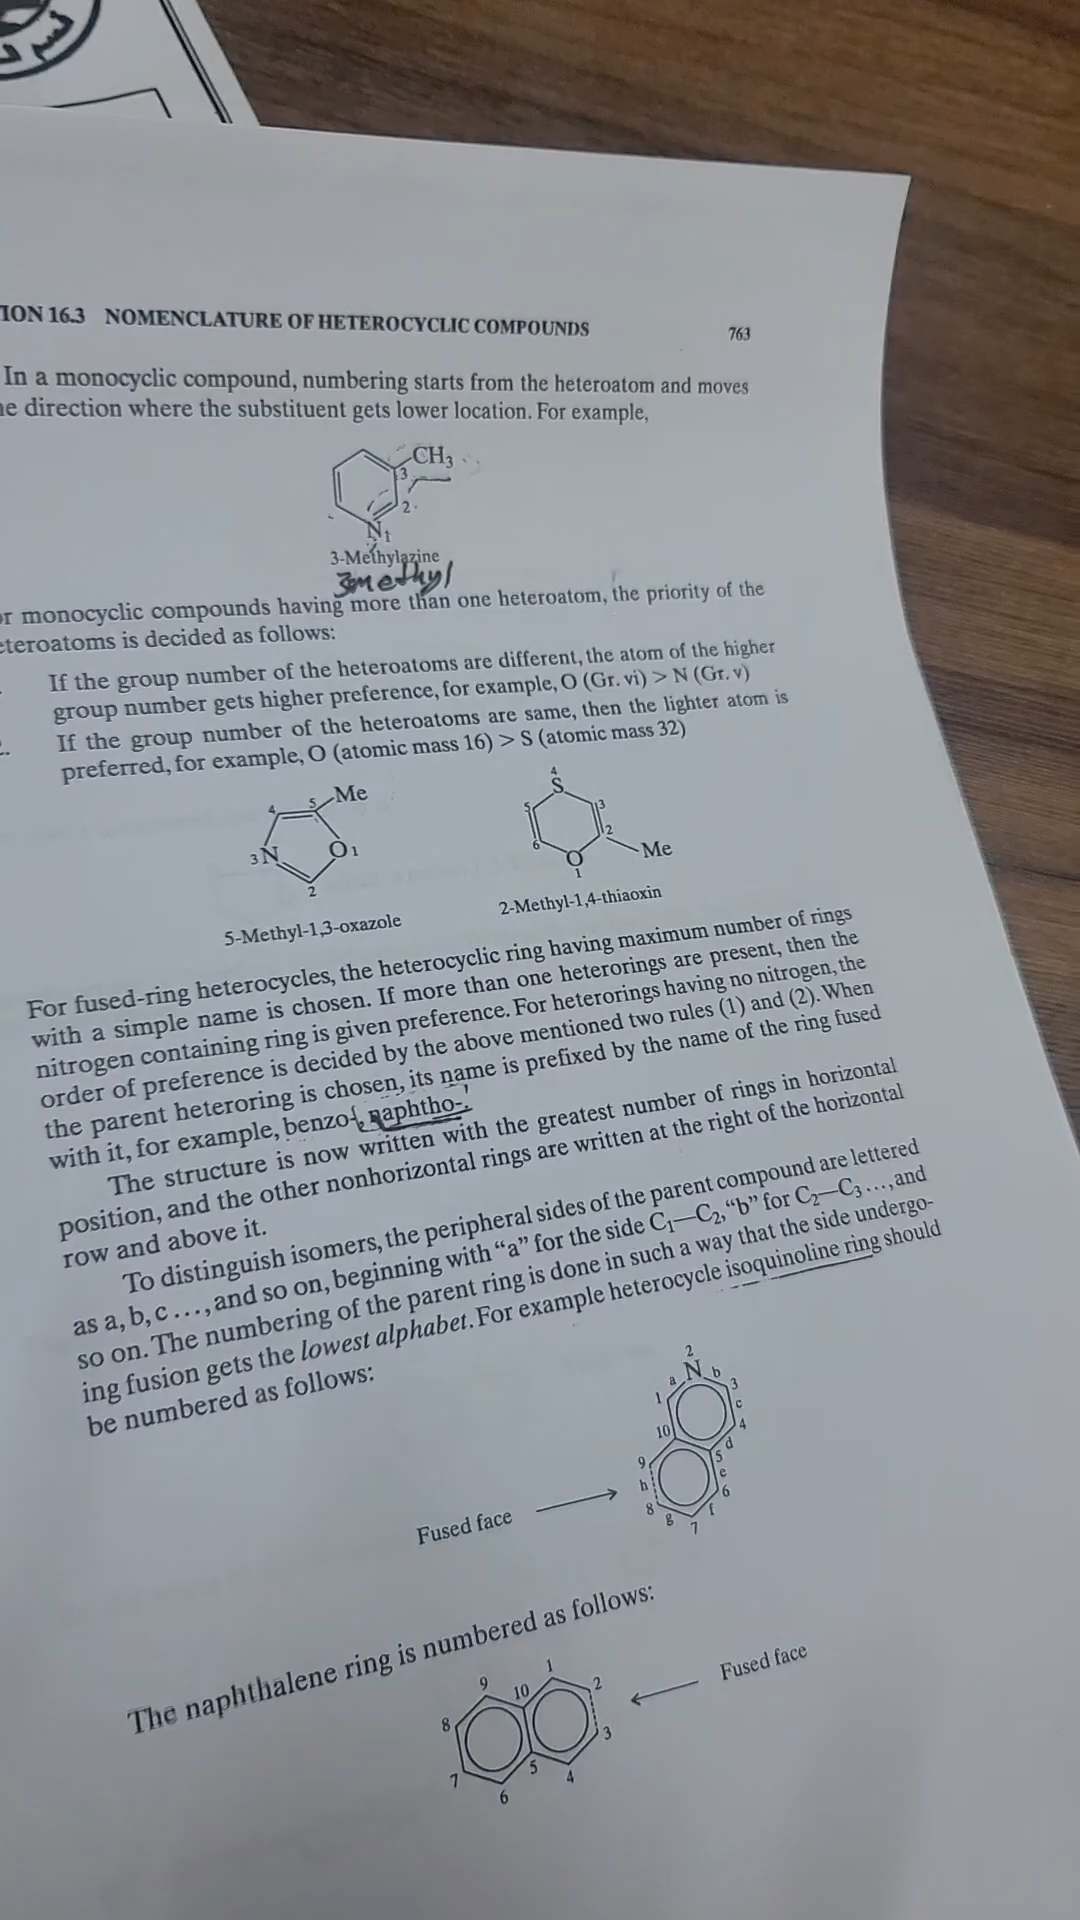 ION 16.3 NOMENCLATURE OF HETEROCYCLIC COMPOUNDS 763
In a monocyclic compound, numbering starts from the heteroatom and moves
direction where the substituent gets lower location. For example,
CH3
3
2
N1
3-Methylazine
3methyl
monocyclic compounds having more than one heteroatom, the priority of the
eteroatoms is decided as follows:
If the group number of the heteroatoms are different, the atom of the higher
group number gets higher preference, for example, O (Gr. vi) > N (Gr. v)
2. If the group number of the heteroatoms are same, then the lighter atom is
preferred, for example, O (atomic mass 16) > S (atomic mass 32)
4 5 Me
3 N O 1
2
5-Methyl-1,3-oxazole
4
S
5 3
6 2
O Me
1
2-Methyl-1,4-thiaoxin
For fused-ring heterocycles, the heterocyclic ring having maximum number of rings
with a simple name is chosen. If more than one heterorings are present, then the
nitrogen containing ring is given preference. For heterorings having no nitrogen, the
order of preference is decided by the above mentioned two rules (1) and (2). When
the parent heteroring is chosen, its name is prefixed by the name of the ring fused
with it, for example, benzo-, naphtho-.
The structure is now written with the greatest number of rings in horizontal
position, and the other nonhorizontal rings are written at the right of the horizontal
row and above it.
To distinguish isomers, the peripheral sides of the parent compound are lettered
as a, b, c ..., and so on, beginning with "a" for the side C1—C2, "b" for C2—C3 ..., and
so on. The numbering of the parent ring is done in such a way that the side undergo-
ing fusion gets the lowest alphabet. For example heterocycle isoquinoline ring should
be numbered as follows:
2
a N b
1 3
c
10 4
d
9 5
h e
8 6
g f
7
Fused face
The naphthalene ring is numbered as follows:
1
9 10 2
8 3
7 5 4
6
Fused face